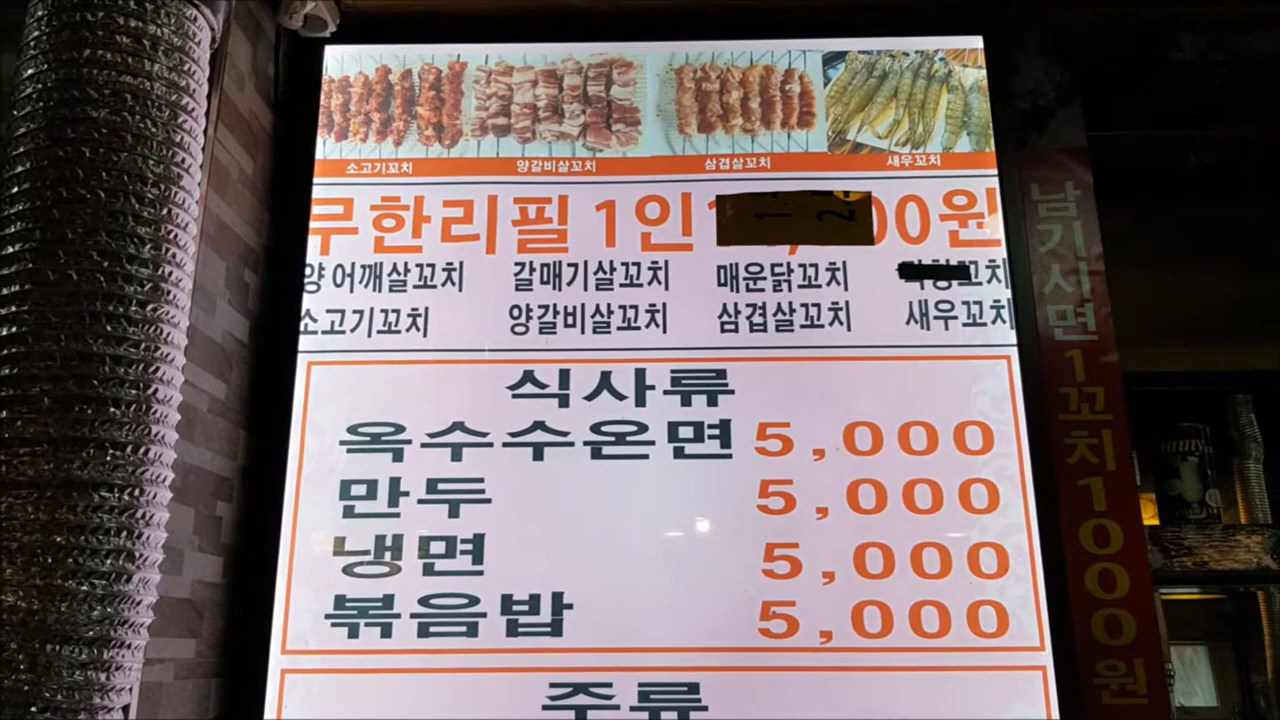 소고기꼬치 양갈비살꼬치 삼겹살꼬치 새우꼬치
무한리필 1인 00원
양 어깨살꼬치 갈매기살꼬치 매운닭꼬치 꼬치
소고기꼬치 양갈비살꼬치 삼겹살꼬치 새우꼬치
식사류
옥수수온면 5,000
만두 5,000
냉면 5,000
볶음밥 5,000
주류
남기시면 1꼬치 1000원